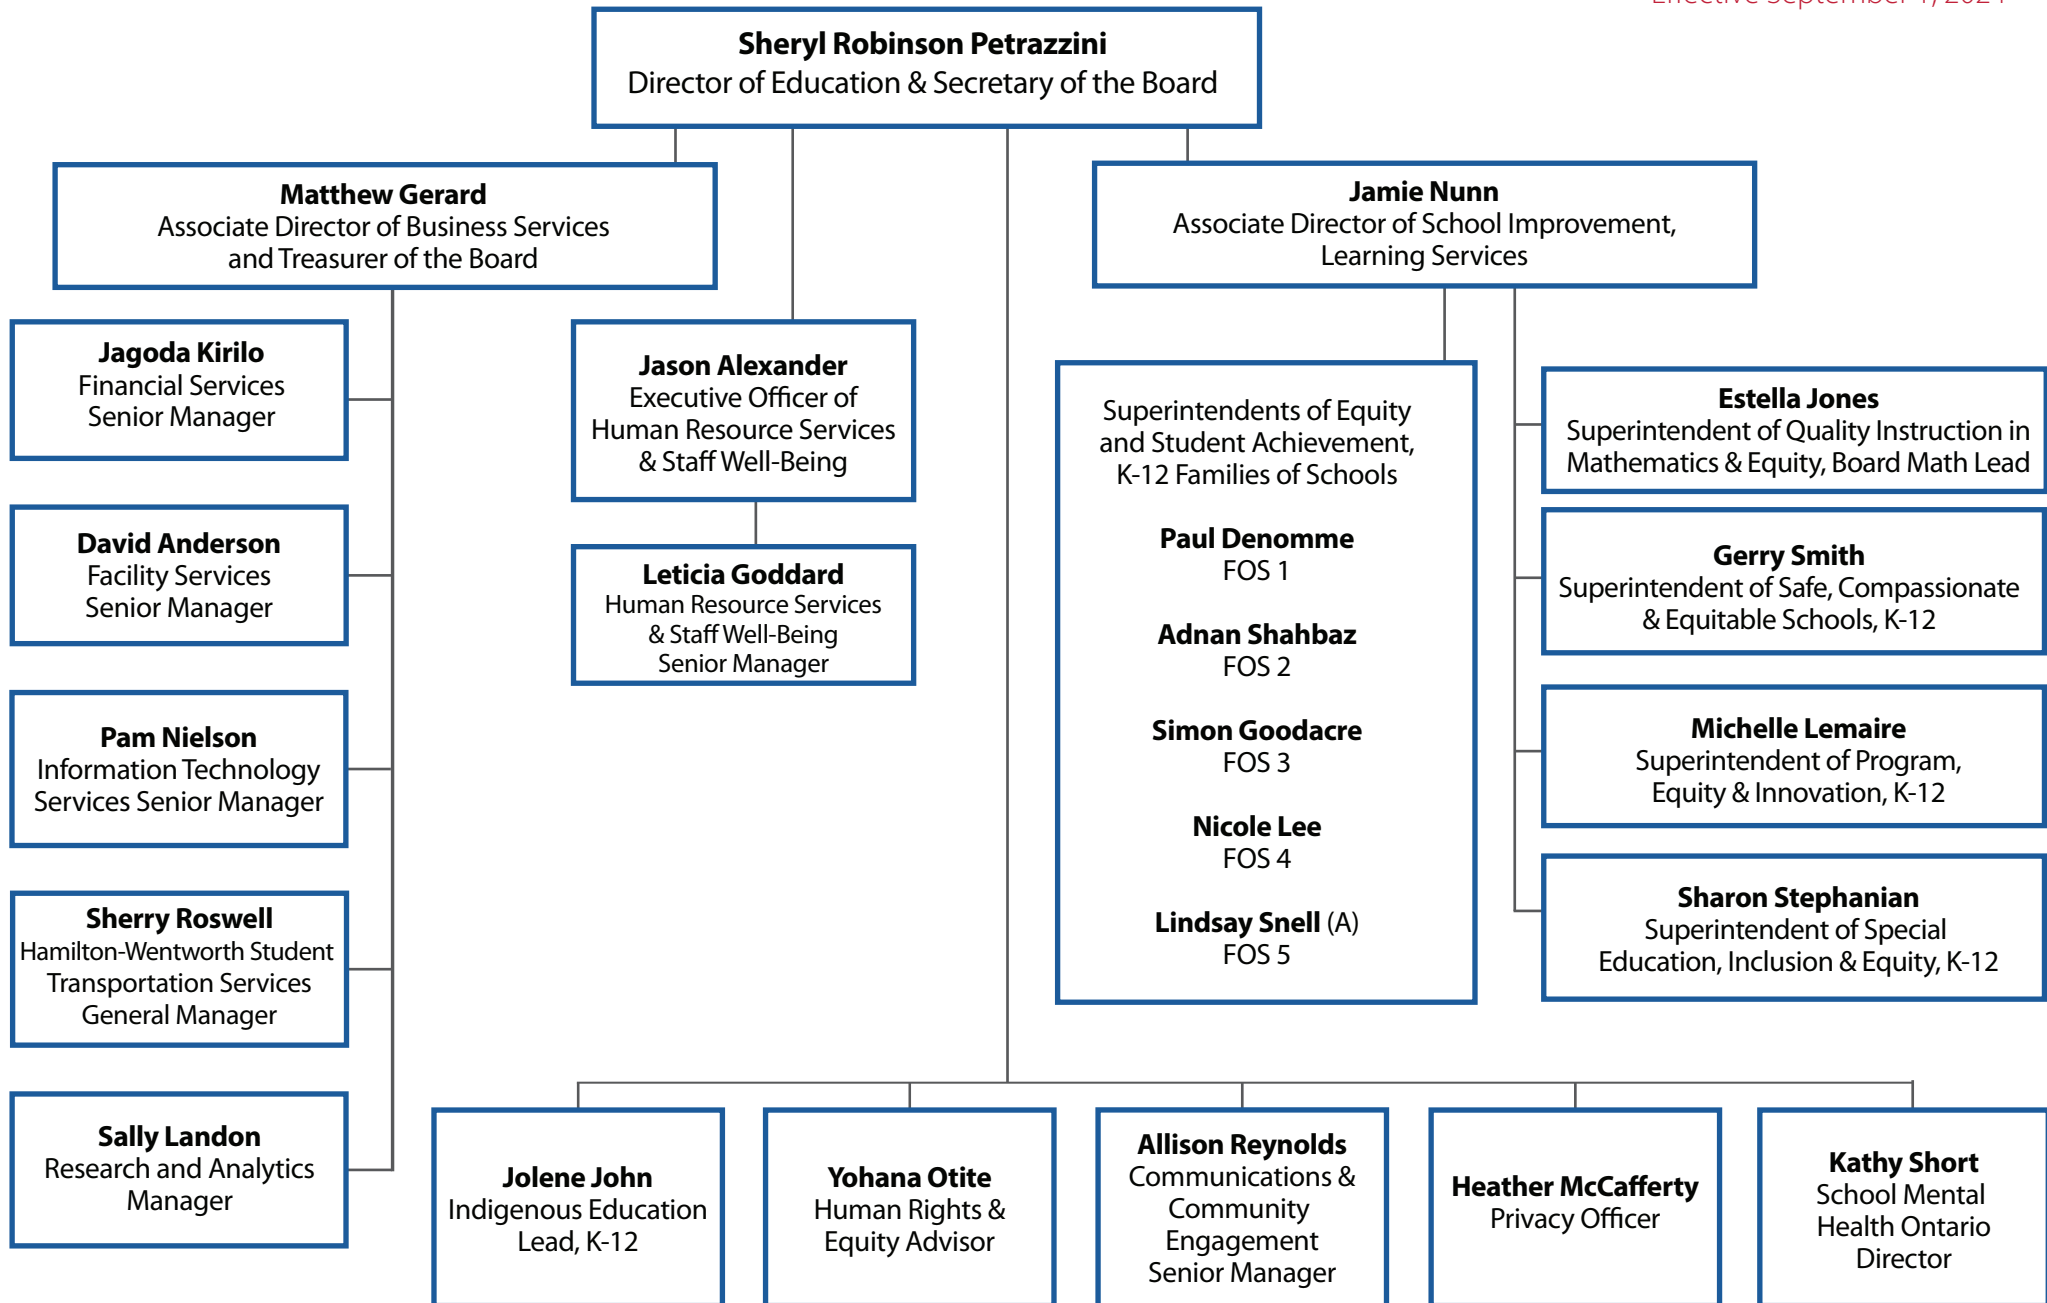 Effective September 1, 2024
Sheryl Robinson Petrazzini
Director of Education & Secretary of the Board
Matthew Gerard
Associate Director of Business Services
and Treasurer of the Board
Jamie Nunn
Associate Director of School Improvement,
Learning Services
Jagoda Kirilo
Financial Services
Senior Manager
David Anderson
Facility Services
Senior Manager
Pam Nielson
Information Technology
Services Senior Manager
Sherry Roswell
Hamilton-Wentworth Student
Transportation Services
General Manager
Sally Landon
Research and Analytics
Manager
Jason Alexander
Executive Officer of
Human Resource Services
& Staff Well-Being
Leticia Goddard
Human Resource Services
& Staff Well-Being
Senior Manager
Superintendents of Equity
and Student Achievement,
K-12 Families of Schools
Paul Denomme
FOS 1
Adnan Shahbaz
FOS 2
Simon Goodacre
FOS 3
Nicole Lee
FOS 4
Lindsay Snell (A)
FOS 5
Estella Jones
Superintendent of Quality Instruction in
Mathematics & Equity, Board Math Lead
Gerry Smith
Superintendent of Safe, Compassionate
& Equitable Schools, K-12
Michelle Lemaire
Superintendent of Program,
Equity & Innovation, K-12
Sharon Stephanian
Superintendent of Special
Education, Inclusion & Equity, K-12
Jolene John
Indigenous Education
Lead, K-12
Yohana Otite
Human Rights &
Equity Advisor
Allison Reynolds
Communications &
Community
Engagement
Senior Manager
Heather McCafferty
Privacy Officer
Kathy Short
School Mental
Health Ontario
Director